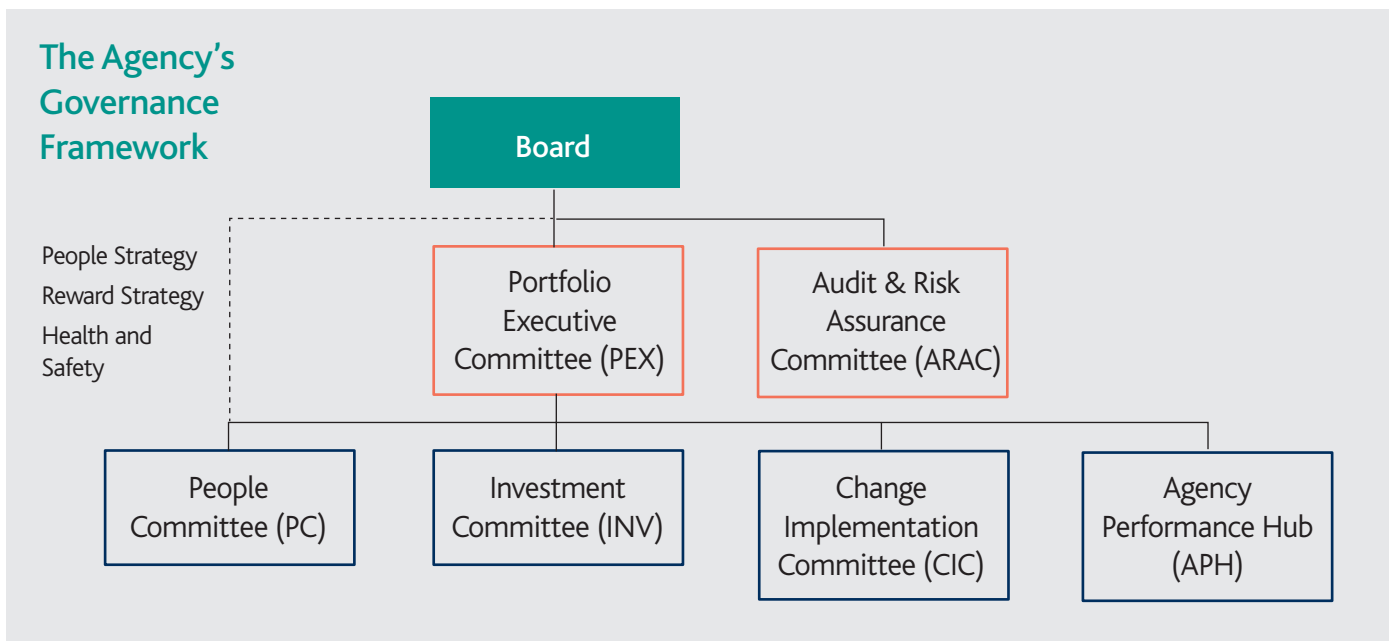 The Agency’s
Governance
Framework
Board
People Strategy
Reward Strategy
Health and
Safety
Portfolio
Executive
Committee (PEX)
Audit & Risk
Assurance
Committee (ARAC)
People
Committee (PC)
Investment
Committee (INV)
Change
Implementation
Committee (CIC)
Agency
Performance Hub
(APH)